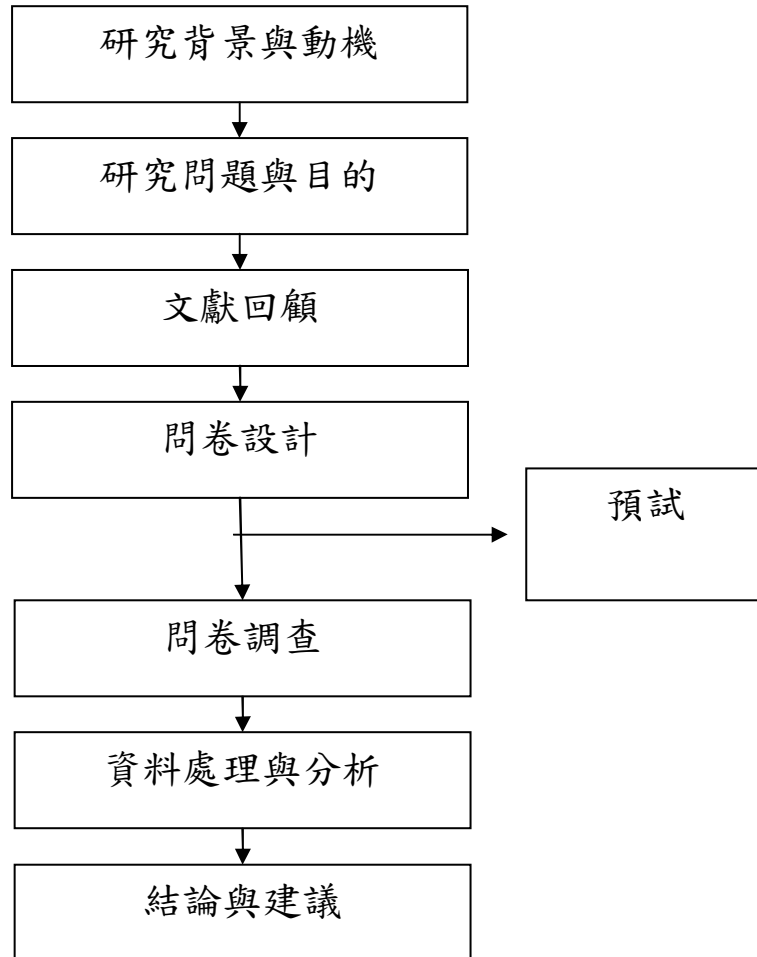 研究背景與動機
研究問題與目的
文獻回顧
問卷設計
預試
問卷調查
資料處理與分析
結論與建議